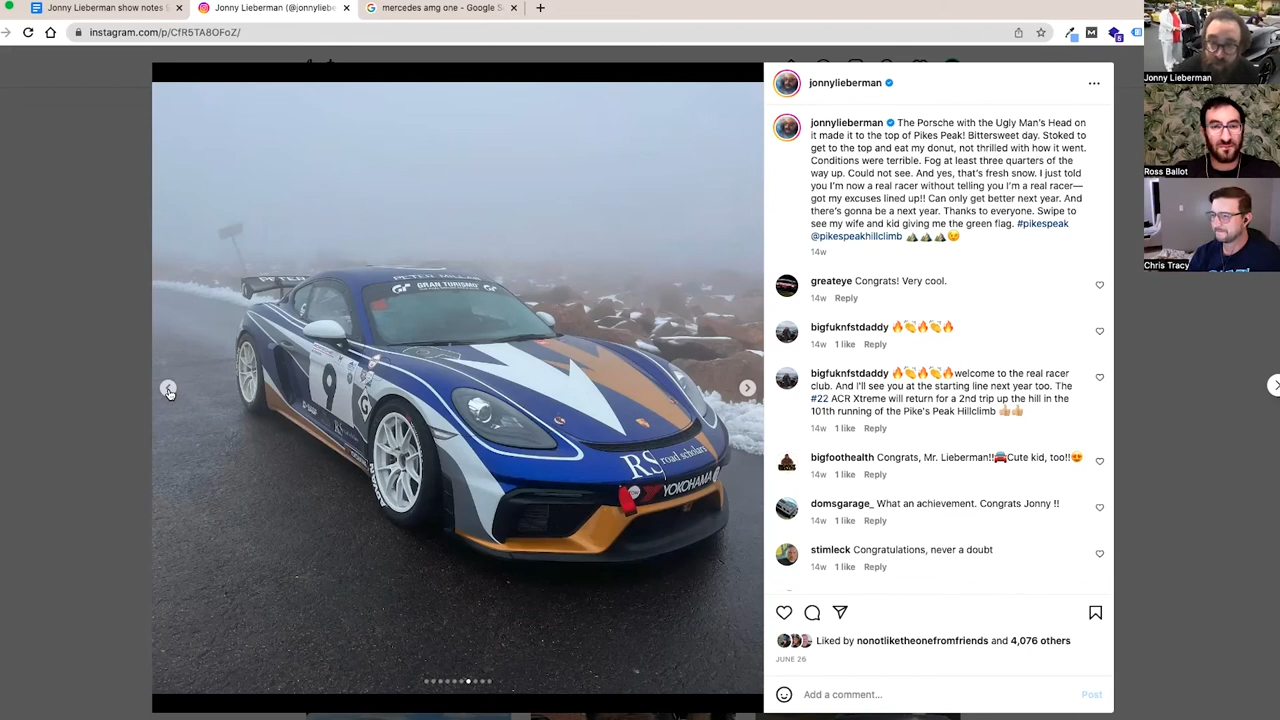 Jonny Lieberman show notes
Jonny Lieberman (@jonnyliebe
mercedes amg one - Google S
instagram.com/p/CfR5TA8OFoZ/
Jonny Lieberman
Ross Ballot
Chris Tracy
PETER
PETER MILLAR
GT GRAN TURISMO GT
9
G
RS road scholars
YOKOHAMA
jonnylieberman
...
jonnylieberman The Porsche with the Ugly Man's Head on
it made it to the top of Pikes Peak! Bittersweet day. Stoked to
get to the top and eat my donut, not thrilled with how it went.
Conditions were terrible. Fog at least three quarters of the
way up. Could not see. And yes, that's fresh snow. I just told
you I'm now a real racer without telling you I'm a real racer—
got my excuses lined up!! Can only get better next year. And
there's gonna be a next year. Thanks to everyone. Swipe to
see my wife and kid giving me the green flag. #pikespeak
@pikespeakhillclimb ⛰️⛰️⛰️😉
14w
greateye Congrats! Very cool.
14w Reply
bigfuknfstdaddy 🔥👏🔥👏🔥
14w 1 like Reply
bigfuknfstdaddy 🔥👏🔥👏🔥welcome to the real racer
club. And I'll see you at the starting line next year too. The
#22 ACR Xtreme will return for a 2nd trip up the hill in the
101th running of the Pike's Peak Hillclimb 👍🏼👍🏼
14w 1 like Reply
bigfoothealth Congrats, Mr. Lieberman!!🚘Cute kid, too!!😍
14w 1 like Reply
domsgarage_ What an achievement. Congrats Jonny !!
14w 1 like Reply
stimleck Congratulations, never a doubt
14w 1 like Reply
Liked by nonotliketheonefromfriends and 4,076 others
JUNE 26
Add a comment...
Post